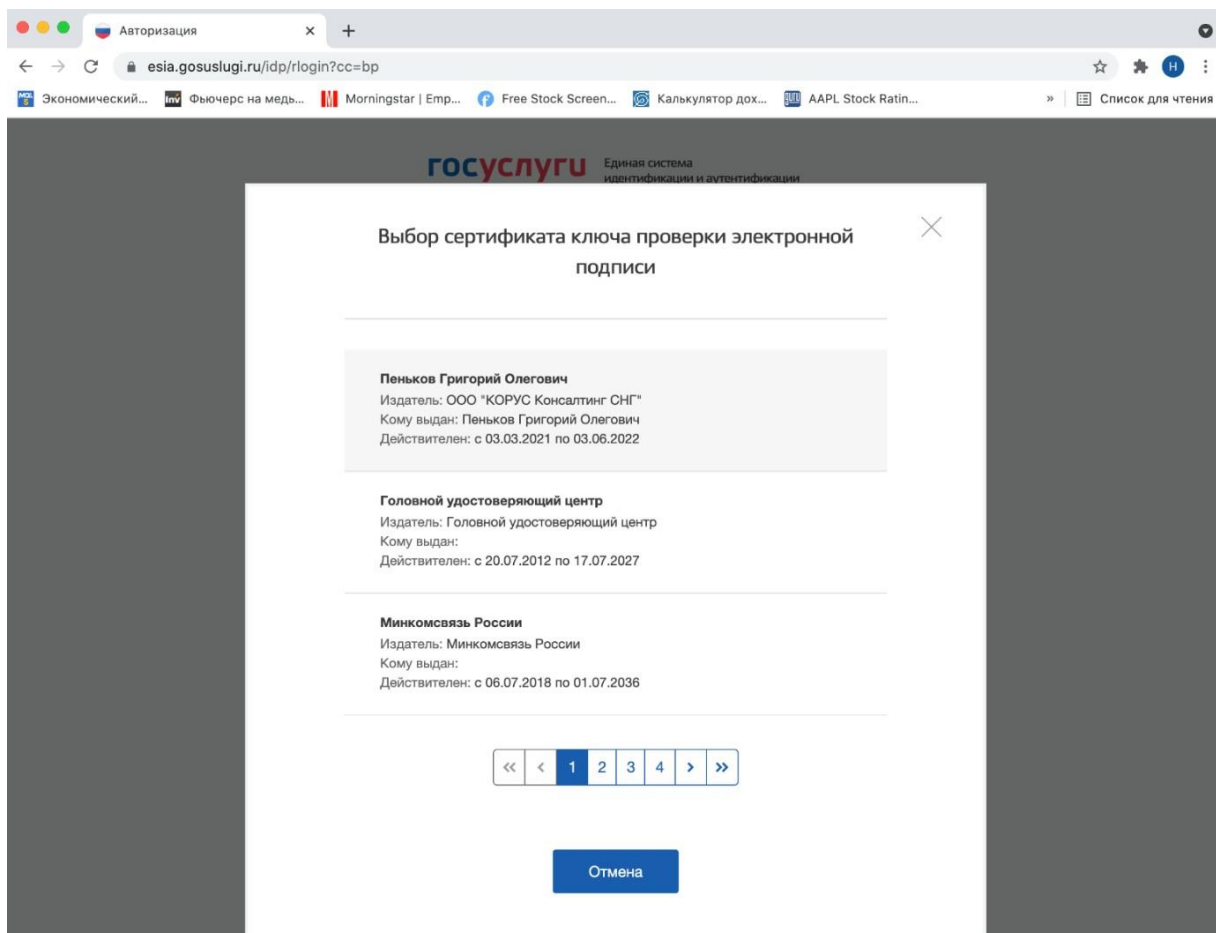 Авторизация
esia.gosuslugi.ru/idp/rlogin?cc=bp
Н
Экономический... Фьючерс на медь... Morningstar | Emp... Free Stock Screen... Калькулятор дох... AAPL Stock Ratin... » Список для чтения
госуслуги Единая система
идентификации и аутентификации
Выбор сертификата ключа проверки электронной
подписи
Пеньков Григорий Олегович
Издатель: ООО "КОРУС Консалтинг СНГ"
Кому выдан: Пеньков Григорий Олегович
Действителен: с 03.03.2021 по 03.06.2022
Головной удостоверяющий центр
Издатель: Головной удостоверяющий центр
Кому выдан:
Действителен: с 20.07.2012 по 17.07.2027
Минкомсвязь России
Издатель: Минкомсвязь России
Кому выдан:
Действителен: с 06.07.2018 по 01.07.2036
« ‹ 1 2 3 4 › »
Отмена